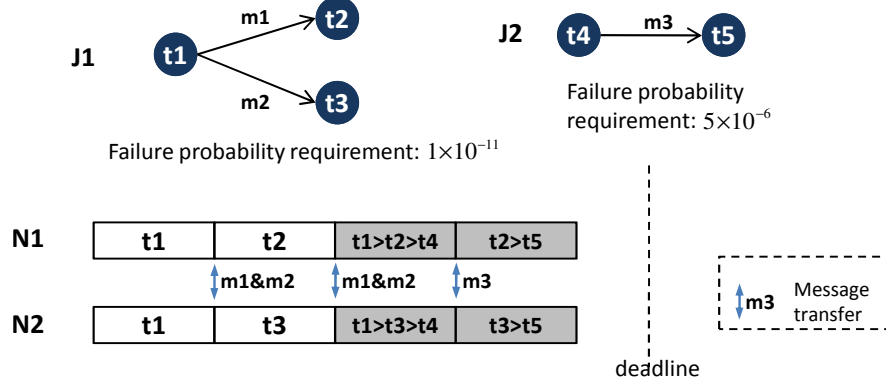 J1
t1
m1
t2
m2
t3
Failure probability requirement: 1×10⁻¹¹
J2
t4
m3
t5
Failure probability
requirement: 5×10⁻⁶
N1
t1
t2
t1>t2>t4
t2>t5
m1&m2
m1&m2
m3
N2
t1
t3
t1>t3>t4
t3>t5
deadline
m3
Message
transfer